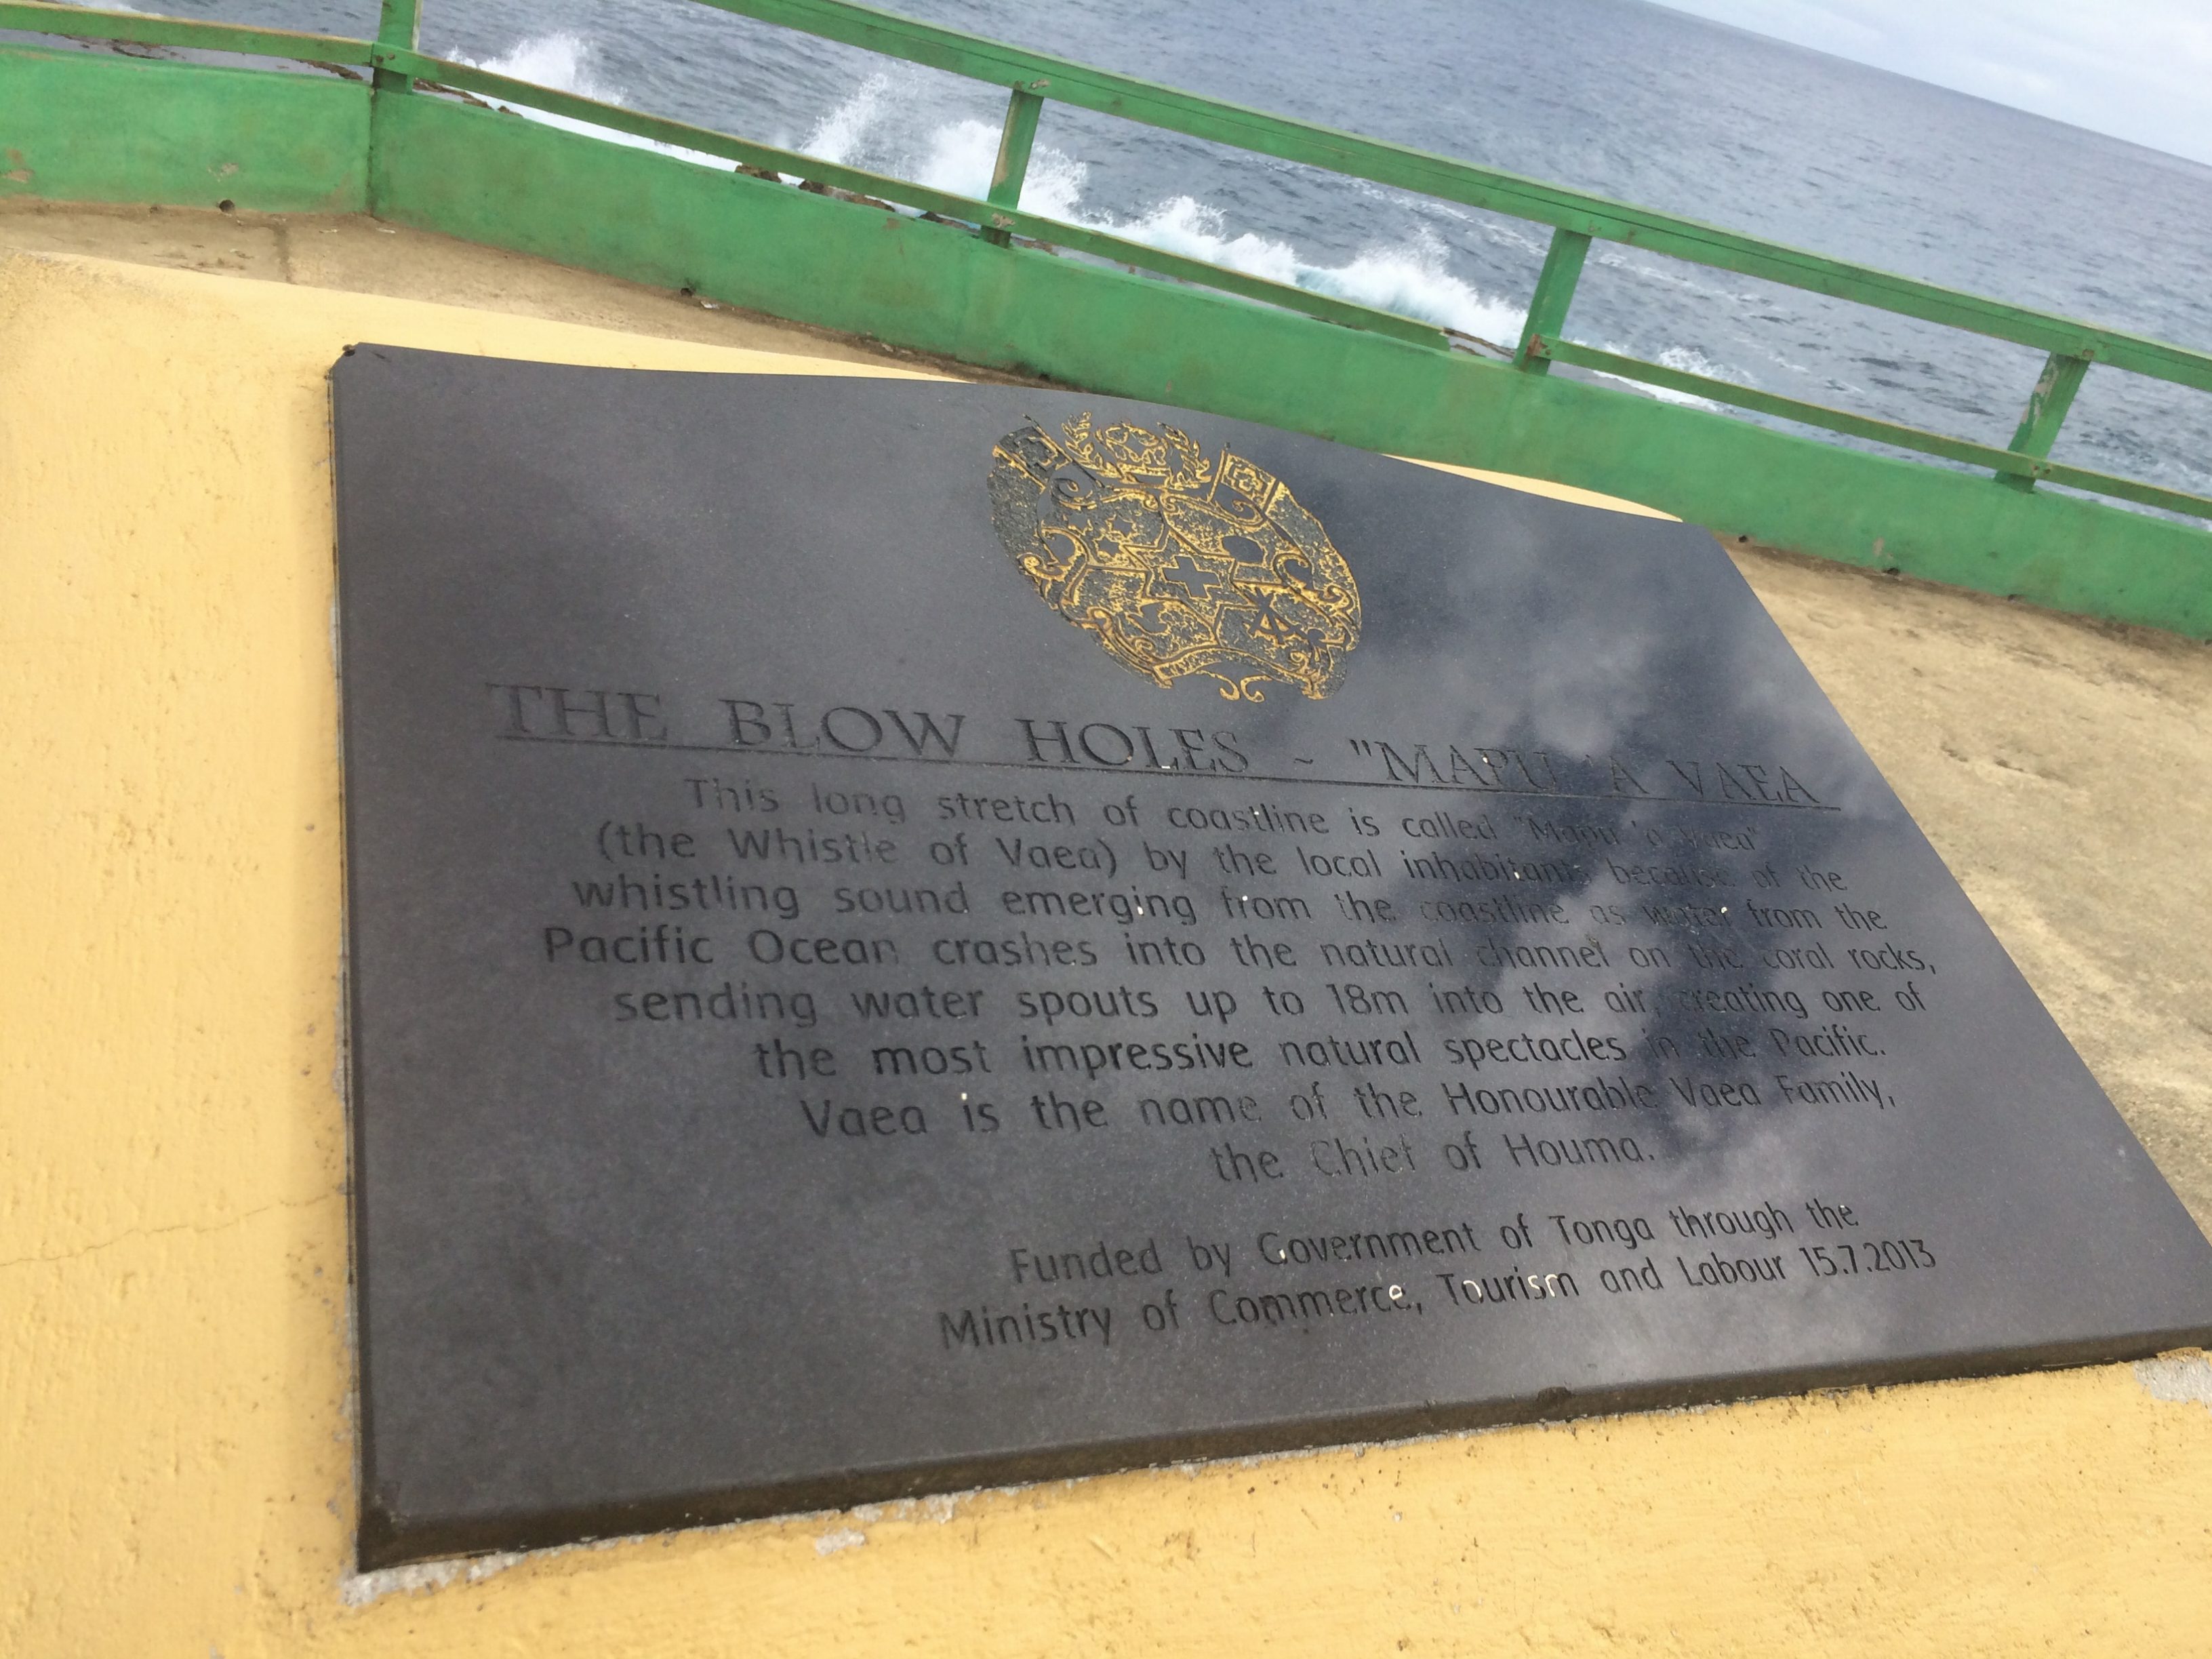 THE BLOW HOLES ~ "MAPU 'A VAEA
This long stretch of coastline is called "Mapu 'a Vaea"
(the Whistle of Vaea) by the local inhabitants because of the
whistling sound emerging from the coastline as water from the
Pacific Ocean crashes into the natural channel on the coral rocks,
sending water spouts up to 18m into the air, creating one of
the most impressive natural spectacles in the Pacific.
Vaea is the name of the Honourable Vaea Family,
the Chief of Houma.
Funded by Government of Tonga through the
Ministry of Commerce, Tourism and Labour 15.7.2013